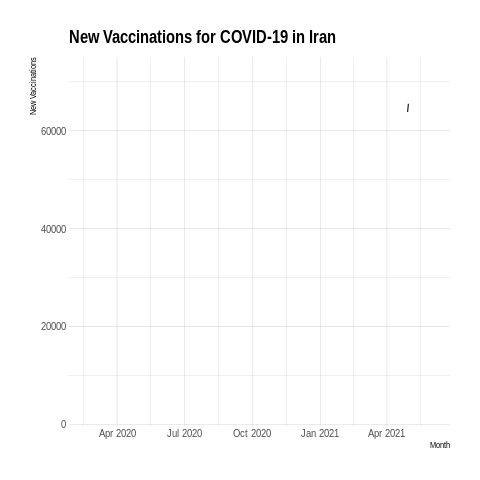 New Vaccinations for COVID-19 in Iran
New Vaccinations
60000
40000
20000
0
Apr 2020 Jul 2020 Oct 2020 Jan 2021 Apr 2021
Month